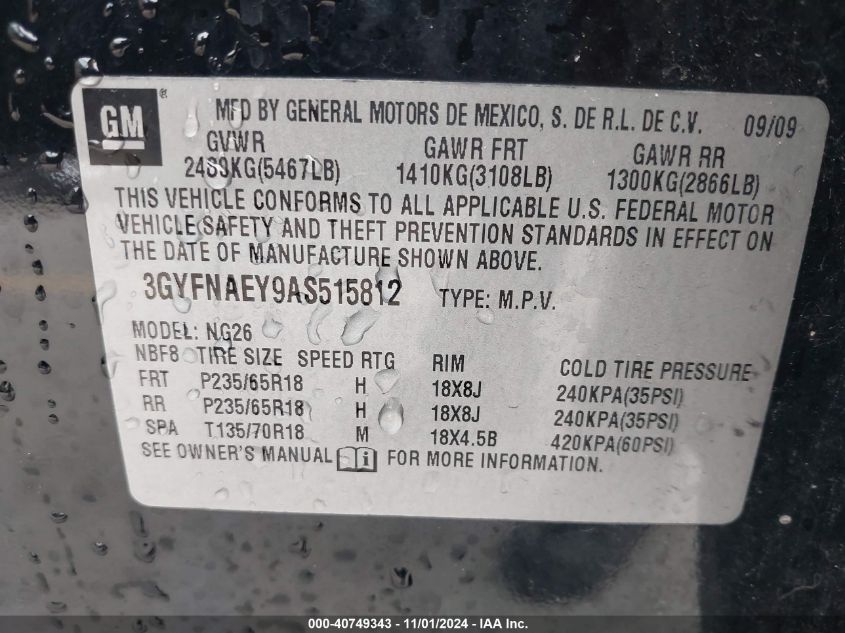 GM ®
MFD BY GENERAL MOTORS DE MEXICO, S. DE R.L. DE C.V. 09/09
GVWR GAWR FRT GAWR RR
2489KG(5467LB) 1410KG(3108LB) 1300KG(2866LB)
THIS VEHICLE CONFORMS TO ALL APPLICABLE U.S. FEDERAL MOTOR
VEHICLE SAFETY AND THEFT PREVENTION STANDARDS IN EFFECT ON
THE DATE OF MANUFACTURE SHOWN ABOVE.
3GYFNAEY9AS515812 TYPE: M.P.V.
MODEL: NG26
NBF8 TIRE SIZE SPEED RTG RIM COLD TIRE PRESSURE
FRT P235/65R18 H 18X8J 240KPA(35PSI)
RR P235/65R18 H 18X8J 240KPA(35PSI)
SPA T135/70R18 M 18X4.5B 420KPA(60PSI)
SEE OWNER'S MANUAL i FOR MORE INFORMATION.
000-40749343 - 11/01/2024 - IAA, Inc.